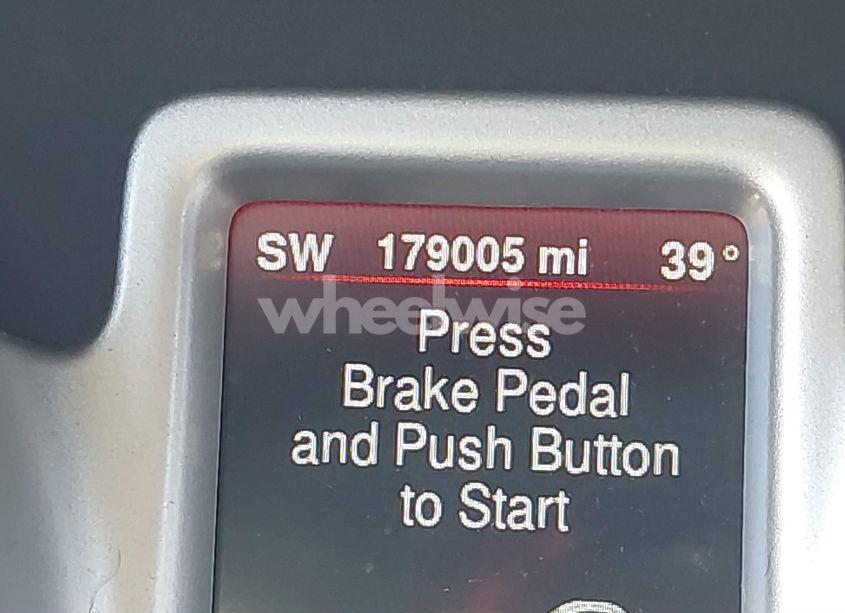 SW 179005 mi 39°
wheelwise
Press
Brake Pedal
and Push Button
to Start